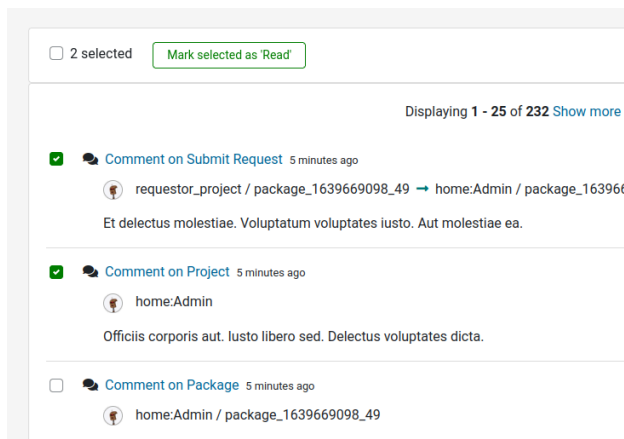 2 selected Mark selected as 'Read'
Displaying 1 - 25 of 232 Show more
Comment on Submit Request 5 minutes ago
requestor_project / package_1639669098_49 → home:Admin / package_16396
Et delectus molestiae. Voluptatum voluptates iusto. Aut molestiae ea.
Comment on Project 5 minutes ago
home:Admin
Officiis corporis aut. Iusto libero sed. Delectus voluptates dicta.
Comment on Package 5 minutes ago
home:Admin / package_1639669098_49